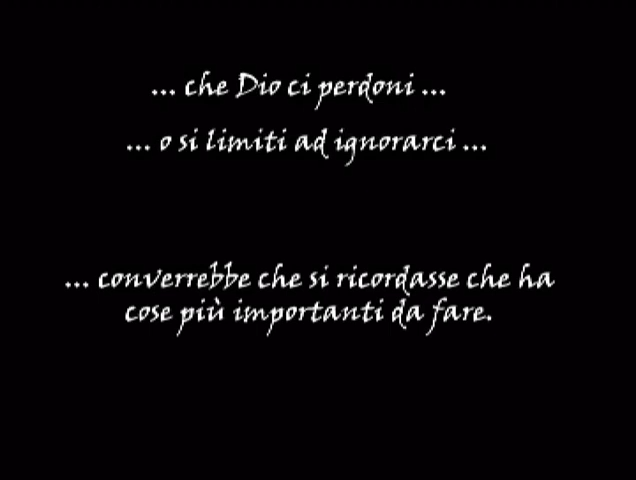 ... che Dio ci perdoni ...
... o si limiti ad ignorarci ...
... converrebbe che si ricordasse che ha
cose più importanti da fare.